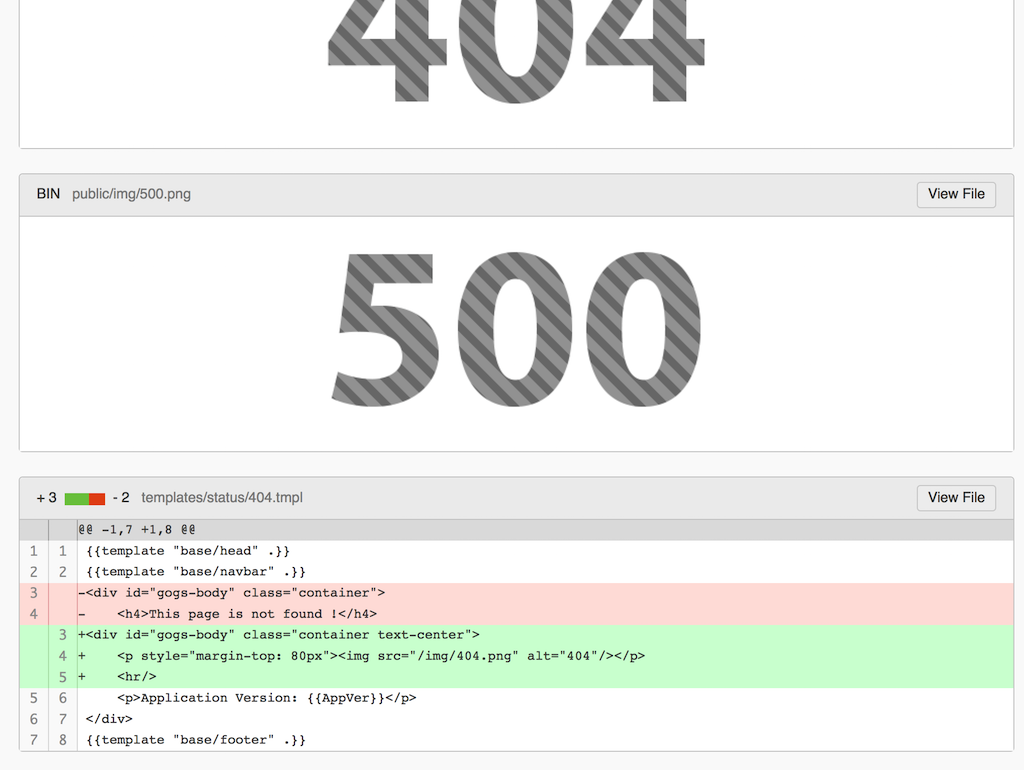 404
BIN public/img/500.png View File
500
+ 3 - 2 templates/status/404.tmpl View File
@@ -1,7 +1,8 @@
1 1 {{template "base/head" .}}
2 2 {{template "base/navbar" .}}
3 -<div id="gogs-body" class="container">
4 - <h4>This page is not found !</h4>
3 +<div id="gogs-body" class="container text-center">
4 + <p style="margin-top: 80px"><img src="/img/404.png" alt="404"/></p>
5 + <hr/>
5 6 <p>Application Version: {{AppVer}}</p>
6 7 </div>
7 8 {{template "base/footer" .}}